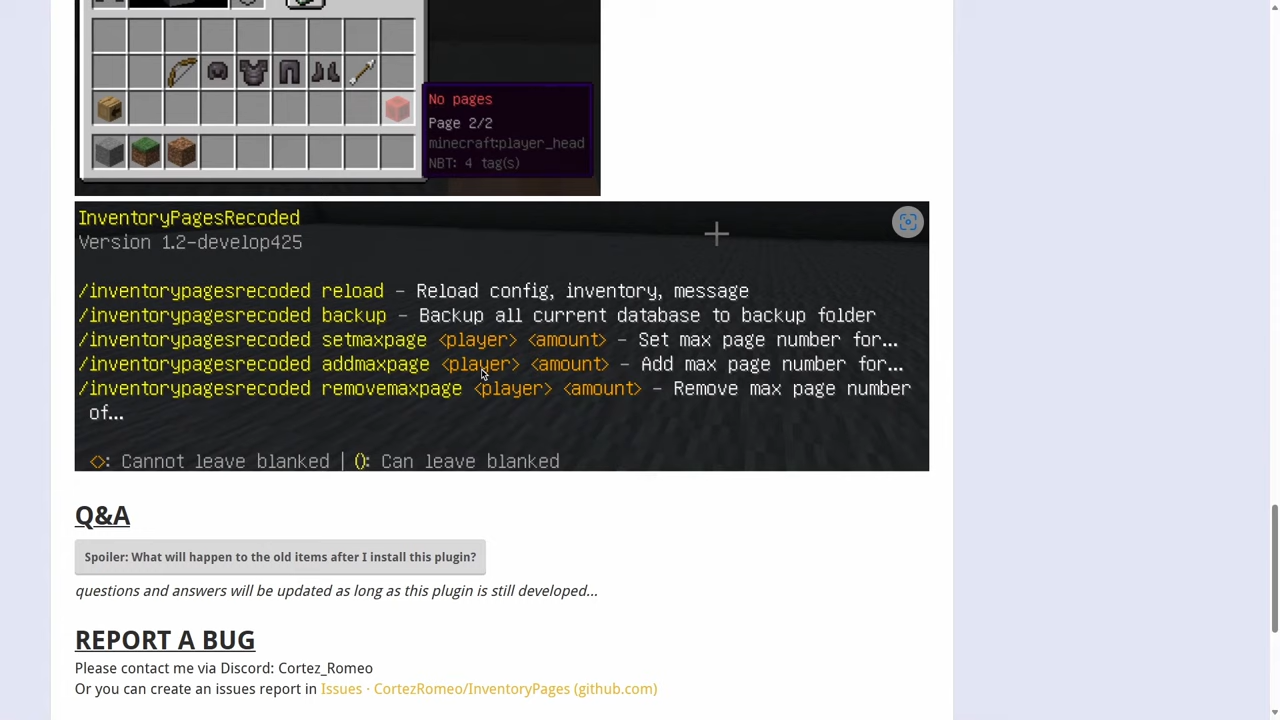 No pages
Page 2/2
minecraft:player_head
NBT: 4 tag(s)
InventoryPagesRecoded
Version 1.2-develop425
/inventorypagesrecoded reload - Reload config, inventory, message
/inventorypagesrecoded backup - Backup all current database to backup folder
/inventorypagesrecoded setmaxpage <player> <amount> - Set max page number for...
/inventorypagesrecoded addmaxpage <player> <amount> - Add max page number for...
/inventorypagesrecoded removemaxpage <player> <amount> - Remove max page number
of...
<>: Cannot leave blanked | (): Can leave blanked
Q&A
Spoiler: What will happen to the old items after I install this plugin?
questions and answers will be updated as long as this plugin is still developed...
REPORT A BUG
Please contact me via Discord: Cortez_Romeo
Or you can create an issues report in Issues · CortezRomeo/InventoryPages (github.com)